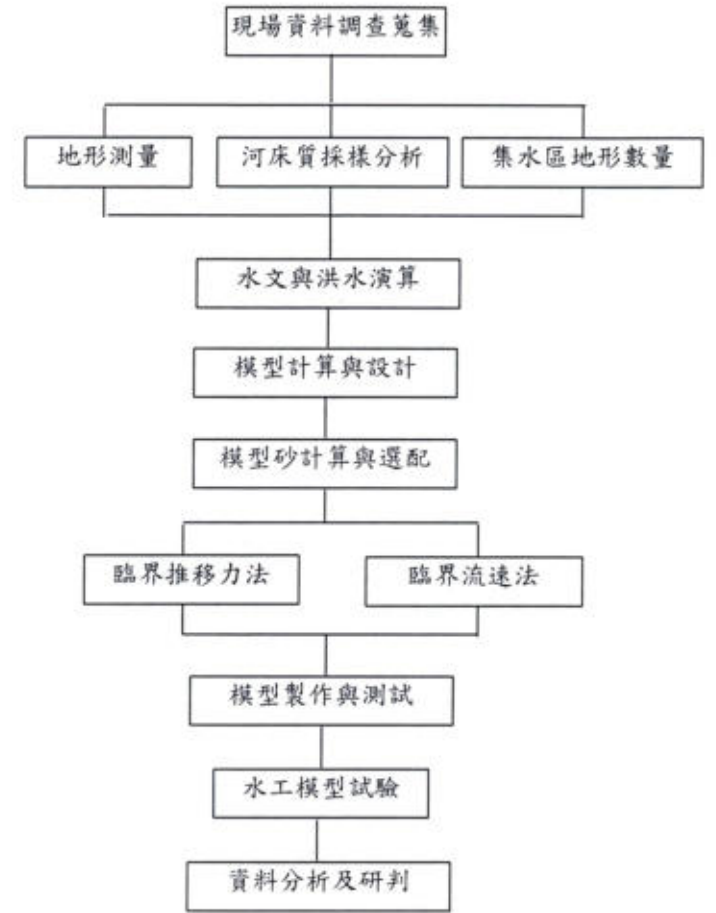 現場資料調查蒐集
地形測量
河床質採樣分析
集水區地形數量
水文與洪水演算
模型計算與設計
模型砂計算與選配
臨界推移力法
臨界流速法
模型製作與測試
水工模型試驗
資料分析及研判